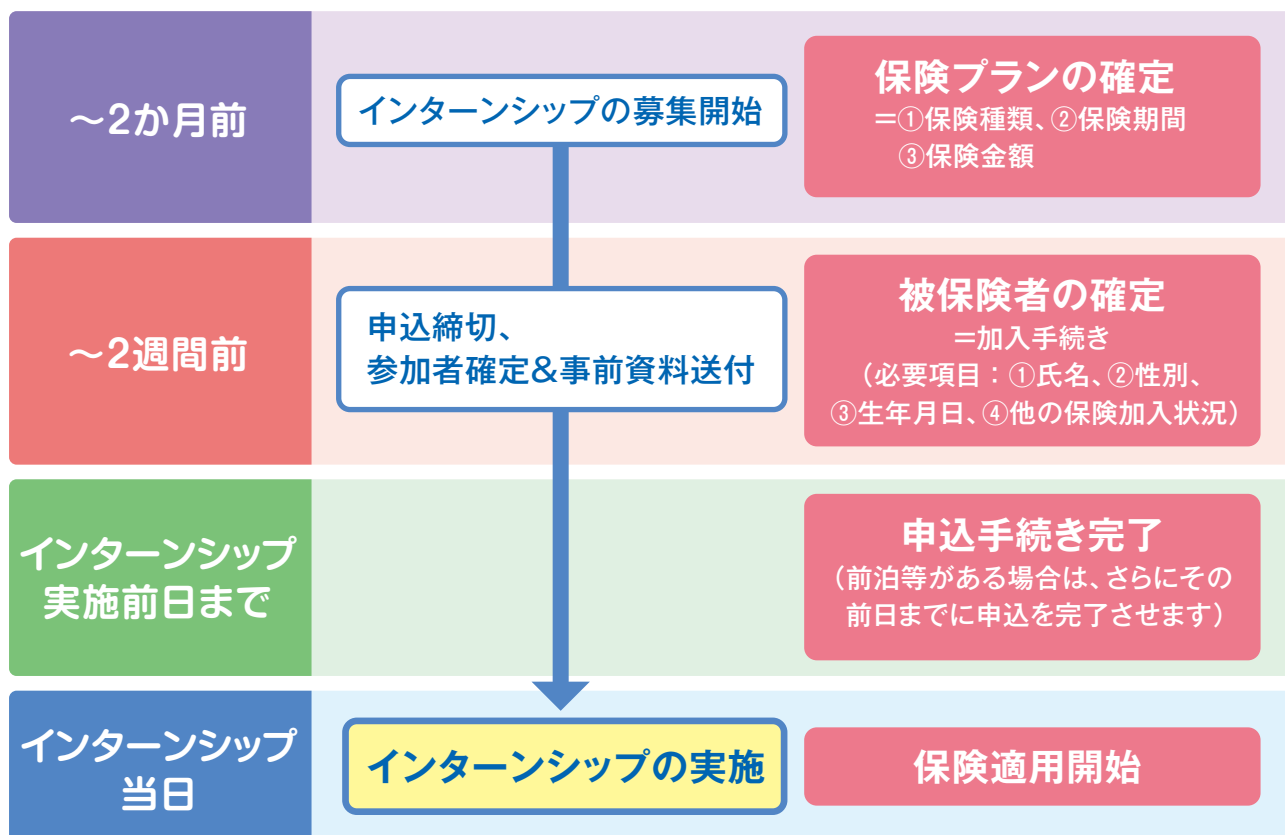 ～2か月前
インターンシップの募集開始
保険プランの確定
＝①保険種類、②保険期間
③保険金額
～2週間前
申込締切、
参加者確定&事前資料送付
被保険者の確定
＝加入手続き
（必要項目：①氏名、②性別、
③生年月日、④他の保険加入状況）
インターンシップ
実施前日まで
申込手続き完了
（前泊等がある場合は、さらにその
前日までに申込を完了させます）
インターンシップ
当日
インターンシップの実施
保険適用開始